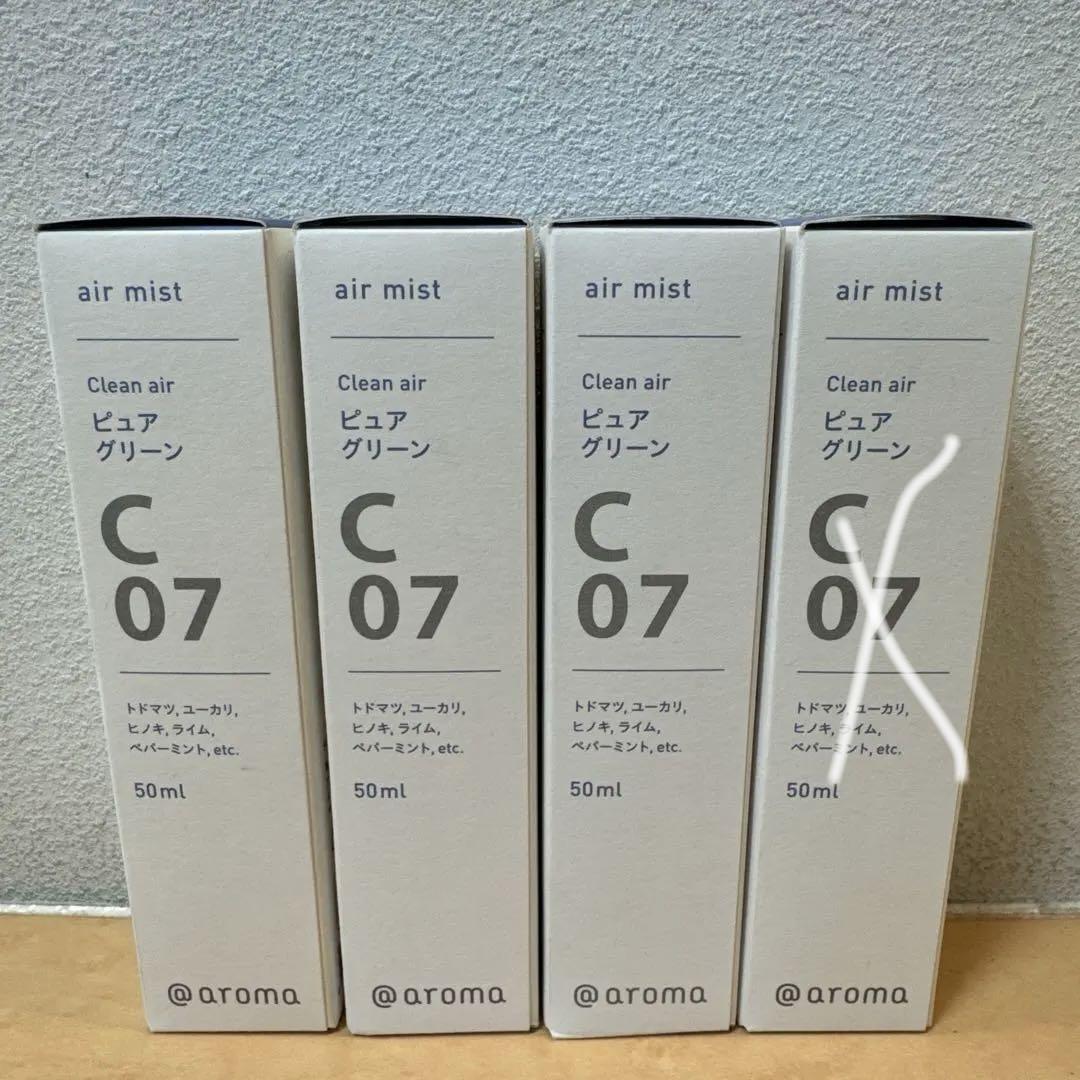 air mist
Clean air
ピュア
グリーン
C
07
トドマツ, ユーカリ,
ヒノキ, ライム,
ペパーミント, etc.
50ml
@aroma
air mist
Clean air
ピュア
グリーン
C
07
トドマツ, ユーカリ,
ヒノキ, ライム,
ペパーミント, etc.
50ml
@aroma
air mist
Clean air
ピュア
グリーン
C
07
トドマツ, ユーカリ,
ヒノキ, ライム,
ペパーミント, etc.
50ml
@aroma
air mist
Clean air
ピュア
グリーン
C
07
トドマツ, ユーカリ,
ヒノキ, ライム,
ペパーミント, etc.
50ml
@aroma